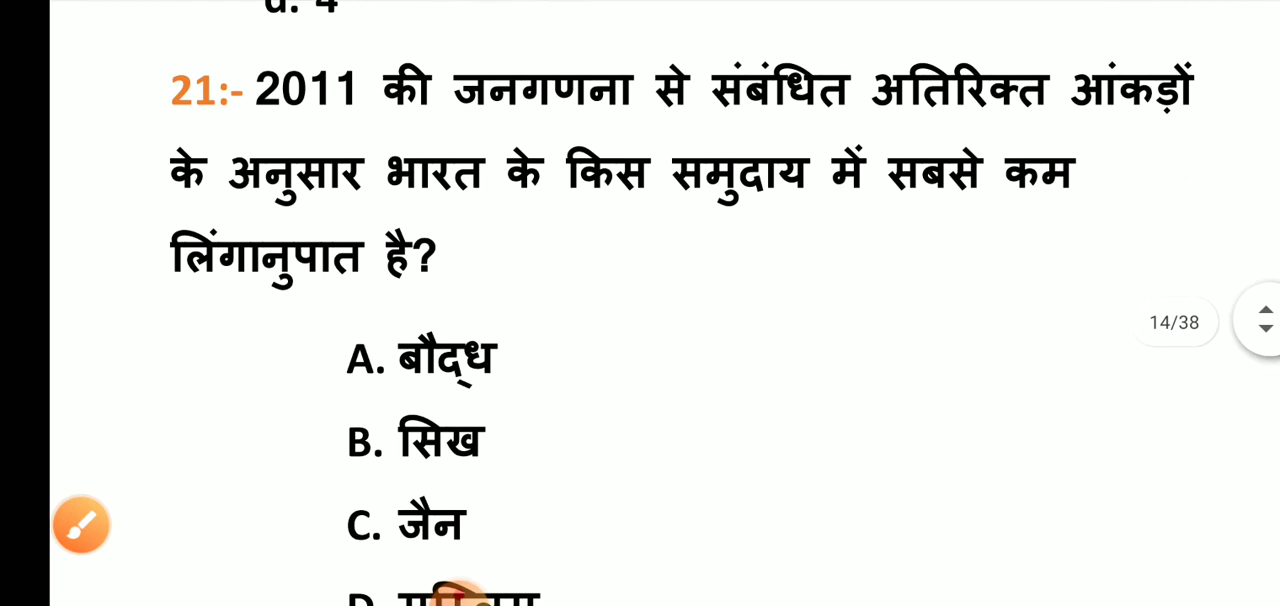 21:- 2011 की जनगणना से संबंधित अतिरिक्त आंकड़ों
के अनुसार भारत के किस समुदाय में सबसे कम
लिंगानुपात है?
14/38
A. बौद्ध
B. सिख
C. जैन